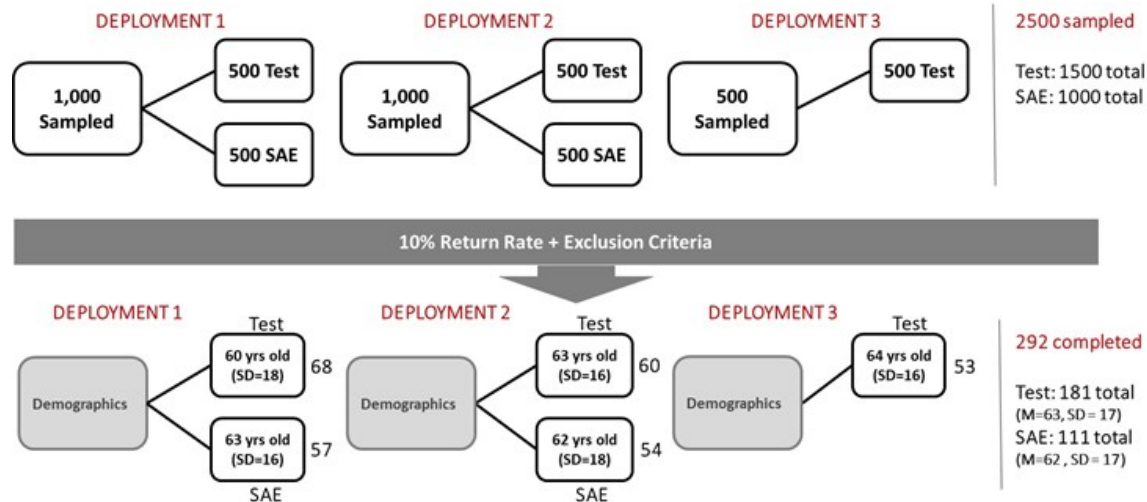 DEPLOYMENT 1
1,000
Sampled
500 Test
500 SAE
DEPLOYMENT 2
1,000
Sampled
500 Test
500 SAE
DEPLOYMENT 3
500
Sampled
500 Test
2500 sampled
Test: 1500 total
SAE: 1000 total
10% Return Rate + Exclusion Criteria
DEPLOYMENT 1
Demographics
Test
60 yrs old
(SD=18)
68
63 yrs old
(SD=16)
57
SAE
DEPLOYMENT 2
Demographics
Test
63 yrs old
(SD=16)
60
62 yrs old
(SD=18)
54
SAE
DEPLOYMENT 3
Demographics
Test
64 yrs old
(SD=16)
53
292 completed
Test: 181 total
(M=63, SD = 17)
SAE: 111 total
(M=62 , SD = 17)